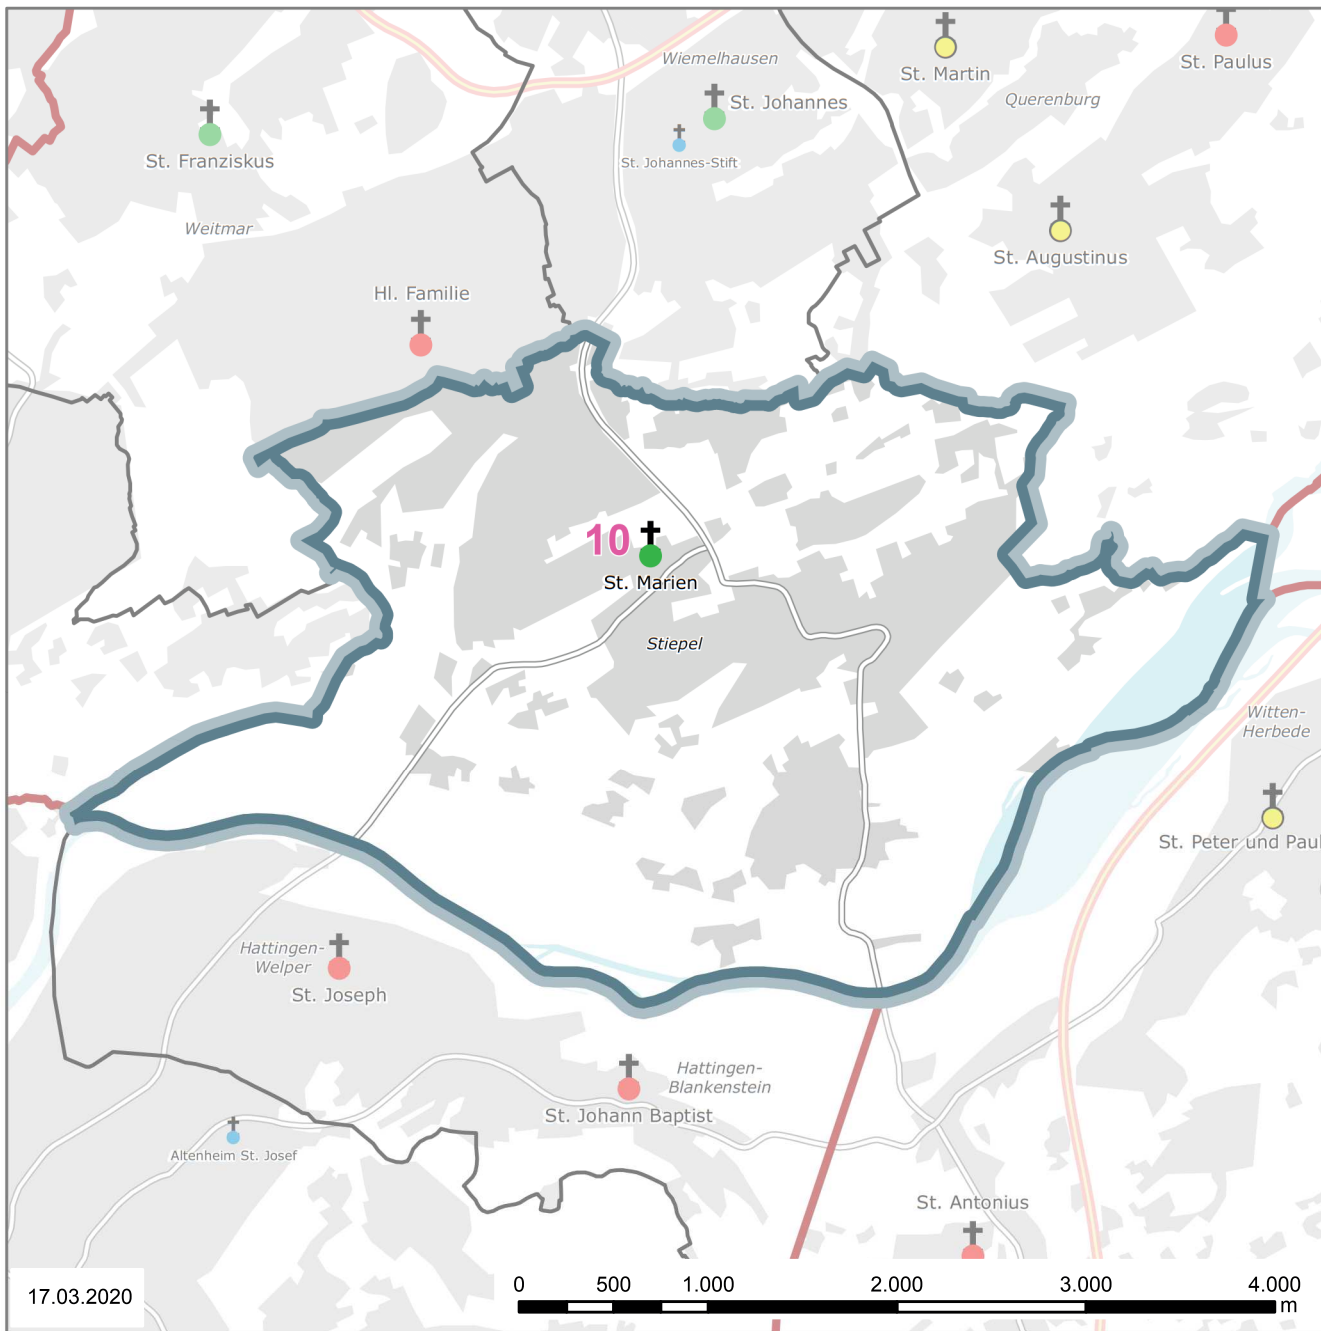 Wiemelhausen
St. Martin
St. Paulus
Querenburg
St. Johannes
St. Johannes-Stift
St. Franziskus
Weitmar
St. Augustinus
Hl. Familie
10
St. Marien
Stiepel
Witten-
Herbede
St. Peter und Paul
Hattingen-
Welper
St. Joseph
Hattingen-
Blankenstein
St. Johann Baptist
Altenheim St. Josef
St. Antonius
17.03.2020
0 500 1.000 2.000 3.000 4.000
m